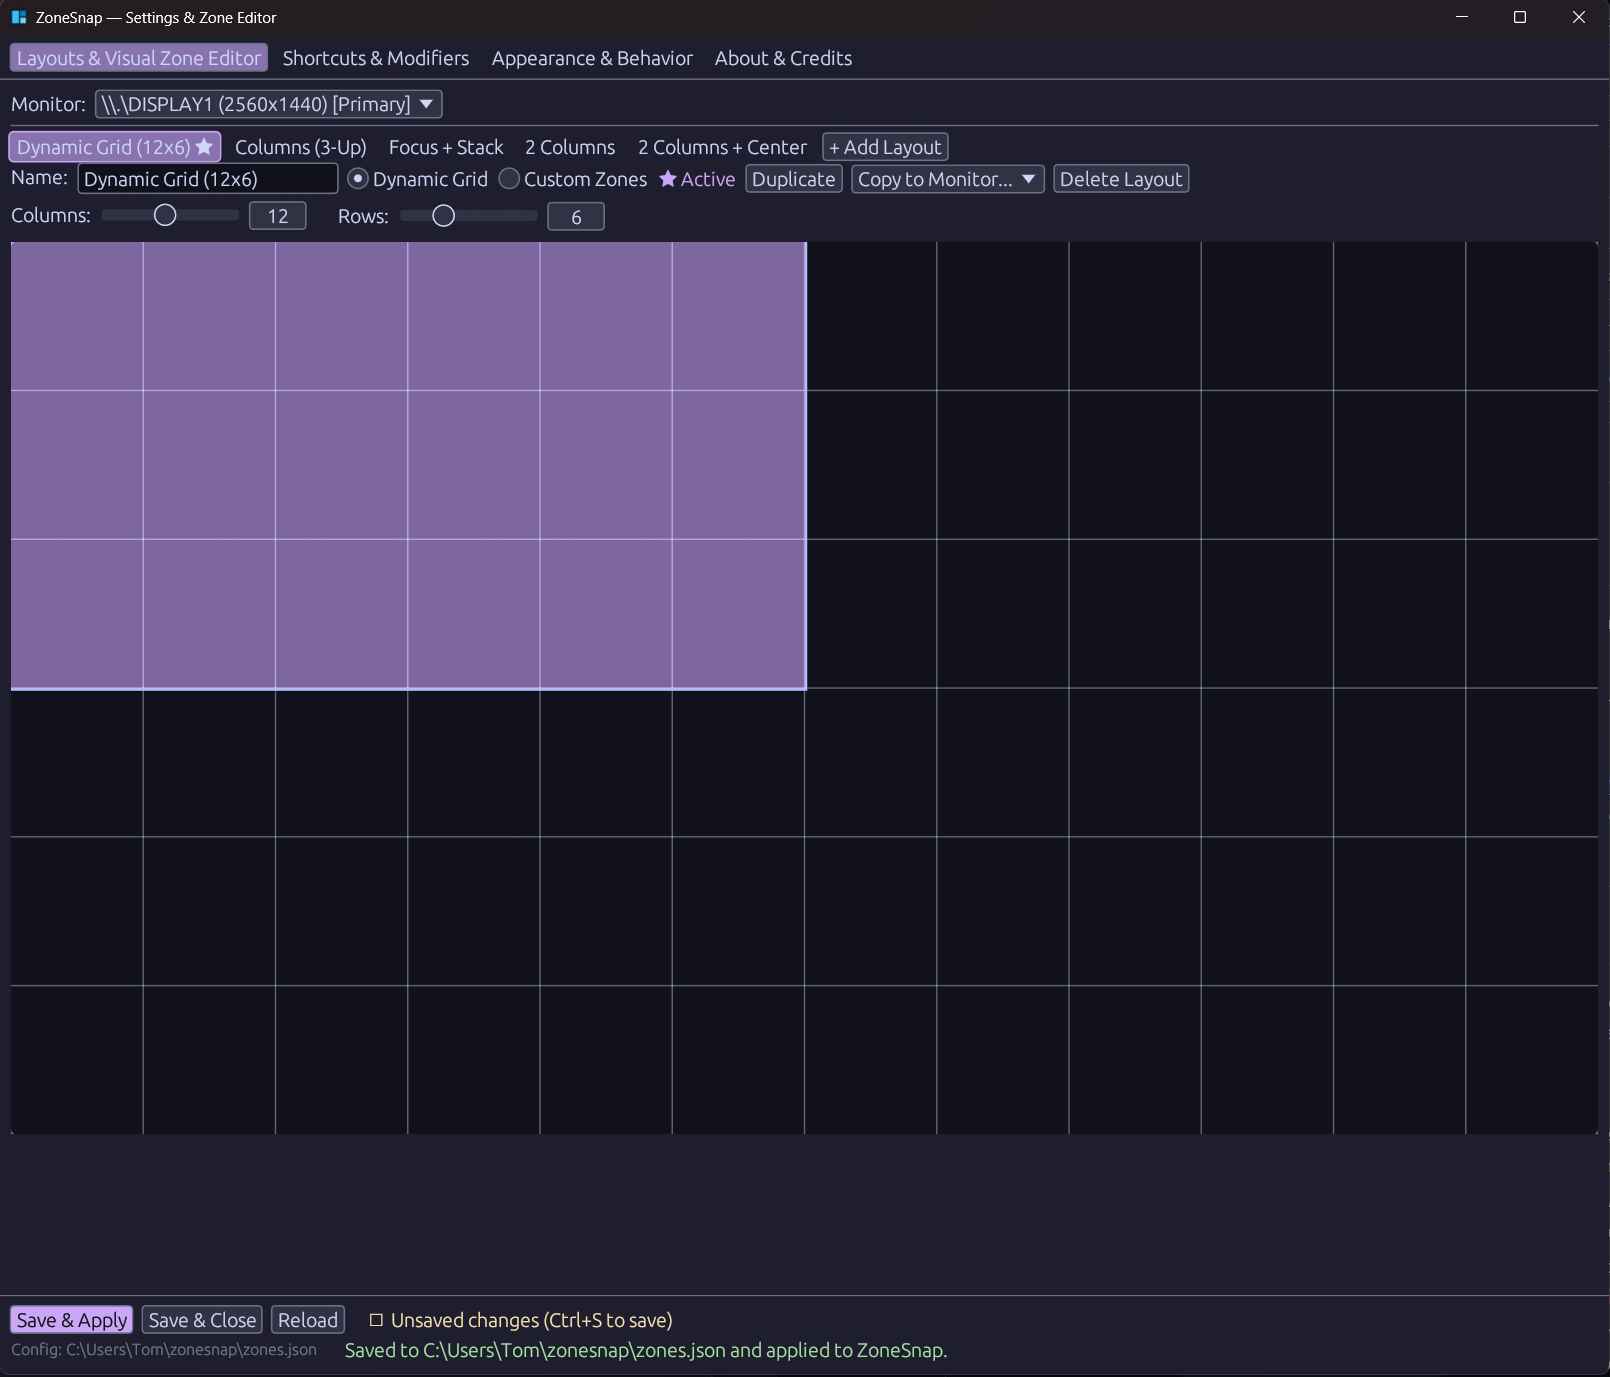 ZoneSnap — Settings & Zone Editor
Layouts & Visual Zone Editor Shortcuts & Modifiers Appearance & Behavior About & Credits
Monitor: \\.\DISPLAY1 (2560x1440) [Primary]
Dynamic Grid (12x6) ★ Columns (3-Up) Focus + Stack 2 Columns 2 Columns + Center + Add Layout
Name: Dynamic Grid (12x6) Dynamic Grid Custom Zones ★ Active Duplicate Copy to Monitor... Delete Layout
Columns: 12 Rows: 6
Save & Apply Save & Close Reload □ Unsaved changes (Ctrl+S to save)
Config: C:\Users\Tom\zonesnap\zones.json Saved to C:\Users\Tom\zonesnap\zones.json and applied to ZoneSnap.